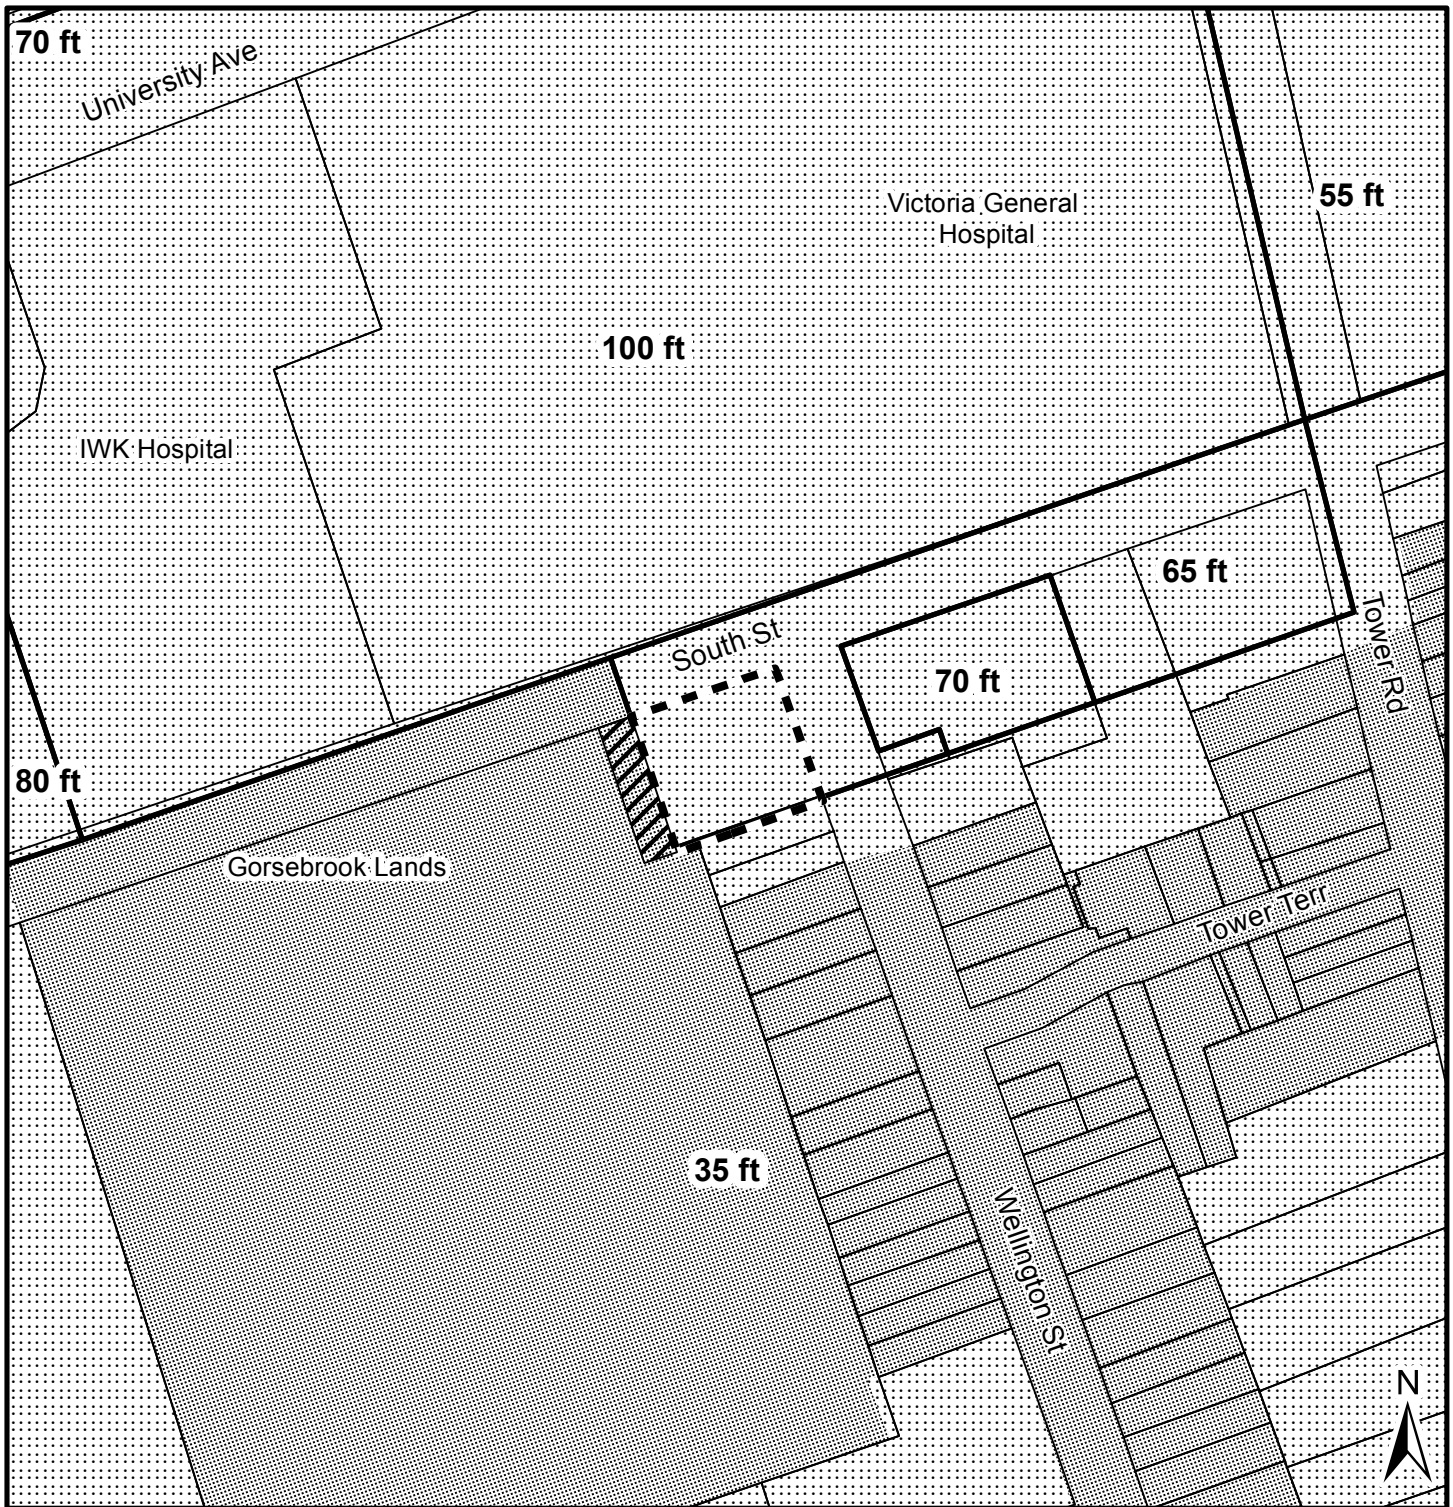 70 ft
University Ave
55 ft
Victoria General
Hospital
100 ft
IWK Hospital
65 ft
South St
Tower Rd
70 ft
80 ft
Gorsebrook Lands
Tower Terr
35 ft
Wellington St
N